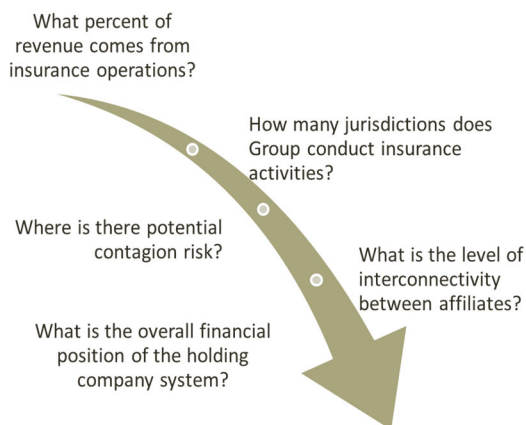 What percent of
revenue comes from
insurance operations?
How many jurisdictions does
Group conduct insurance
activities?
Where is there potential
contagion risk?
What is the level of
interconnectivity
between affiliates?
What is the overall financial
position of the holding
company system?